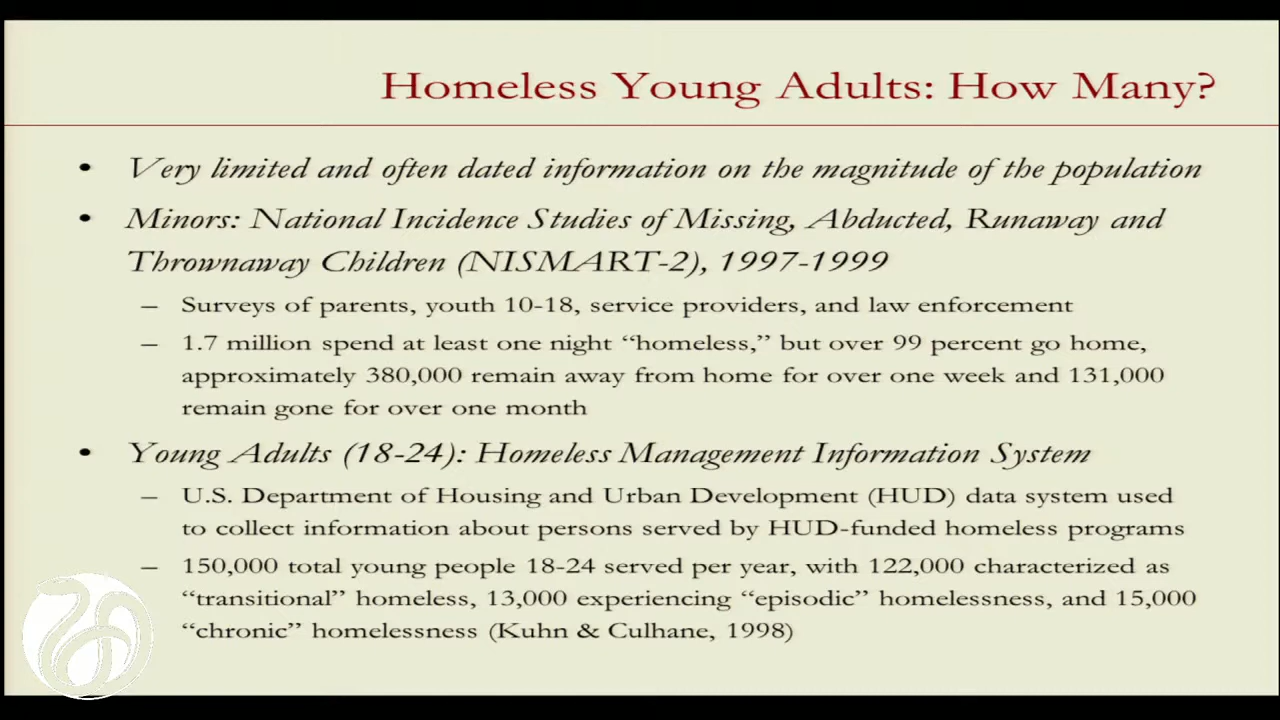 Homeless Young Adults: How Many?
• Very limited and often dated information on the magnitude of the population
• Minors: National Incidence Studies of Missing, Abducted, Runaway and
Thrownaway Children (NISMART-2), 1997-1999
– Surveys of parents, youth 10-18, service providers, and law enforcement
– 1.7 million spend at least one night “homeless,” but over 99 percent go home,
approximately 380,000 remain away from home for over one week and 131,000
remain gone for over one month
• Young Adults (18-24): Homeless Management Information System
– U.S. Department of Housing and Urban Development (HUD) data system used
to collect information about persons served by HUD-funded homeless programs
– 150,000 total young people 18-24 served per year, with 122,000 characterized as
“transitional” homeless, 13,000 experiencing “episodic” homelessness, and 15,000
“chronic” homelessness (Kuhn & Culhane, 1998)